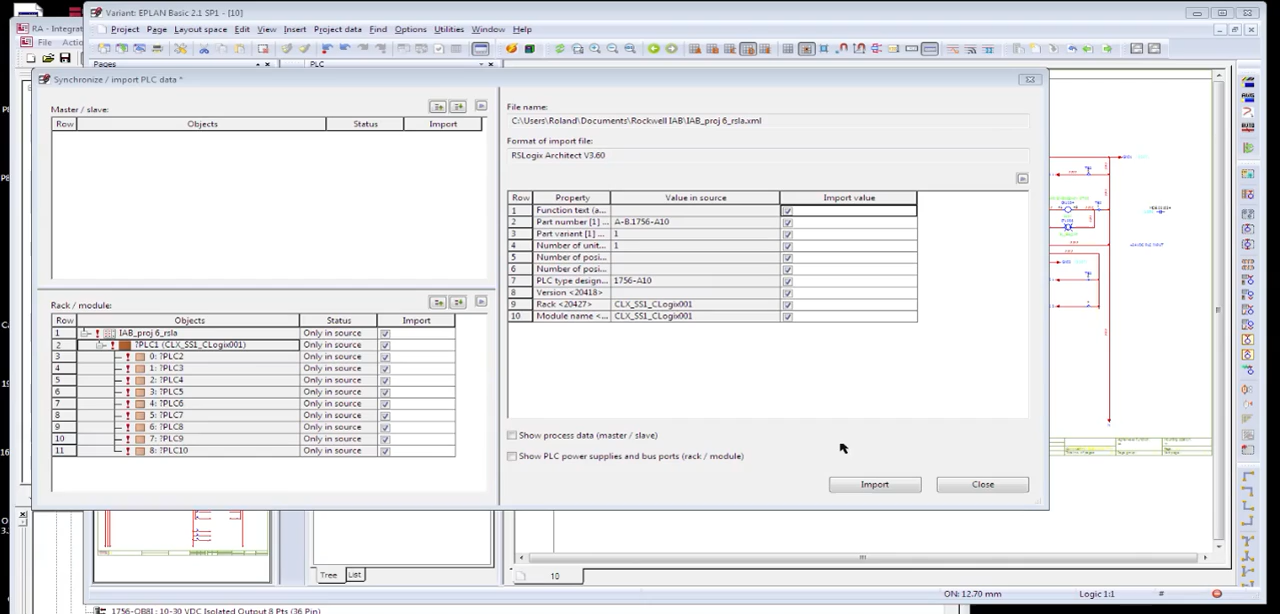 Variant: EPLAN Basic 2.1 SP1 - [10]
RA - Integrat
Project Page Layout space Edit View Insert Project data Find Options Utilities Window Help
File Actio
Pages
PLC
Synchronize / import PLC data *
Master / slave:
Row Objects Status Import
File name:
C:\Users\Roland\Documents\Rockwell IAB\IAB_proj 6_rsla.xml
Format of import file:
RSLogix Architect V3.60
Row Property Value in source Import value
1 Function text (a...
2 Part number [1] ... A-B.1756-A10
3 Part variant [1] ... 1
4 Number of unit... 1
5 Number of posi...
6 Number of posi...
7 PLC type design... 1756-A10
8 Version <20418>
9 Rack <20427> CLX_SS1_CLogix001
10 Module name <... CLX_SS1_CLogix001
Rack / module:
Row Objects Status Import
1 IAB_proj 6_rsla Only in source
2 ?PLC1 (CLX_SS1_CLogix001) Only in source
3 0: ?PLC2 Only in source
4 1: ?PLC3 Only in source
5 2: ?PLC4 Only in source
6 3: ?PLC5 Only in source
7 4: ?PLC6 Only in source
8 5: ?PLC7 Only in source
9 6: ?PLC8 Only in source
10 7: ?PLC9 Only in source
11 8: ?PLC10 Only in source
Show process data (master / slave)
Show PLC power supplies and bus ports (rack / module)
Import Close
Tree List
10
ON: 12.70 mm Logic 1:1 #
1756-OB8I: 10-30 VDC Isolated Output 8 Pts (36 Pin)